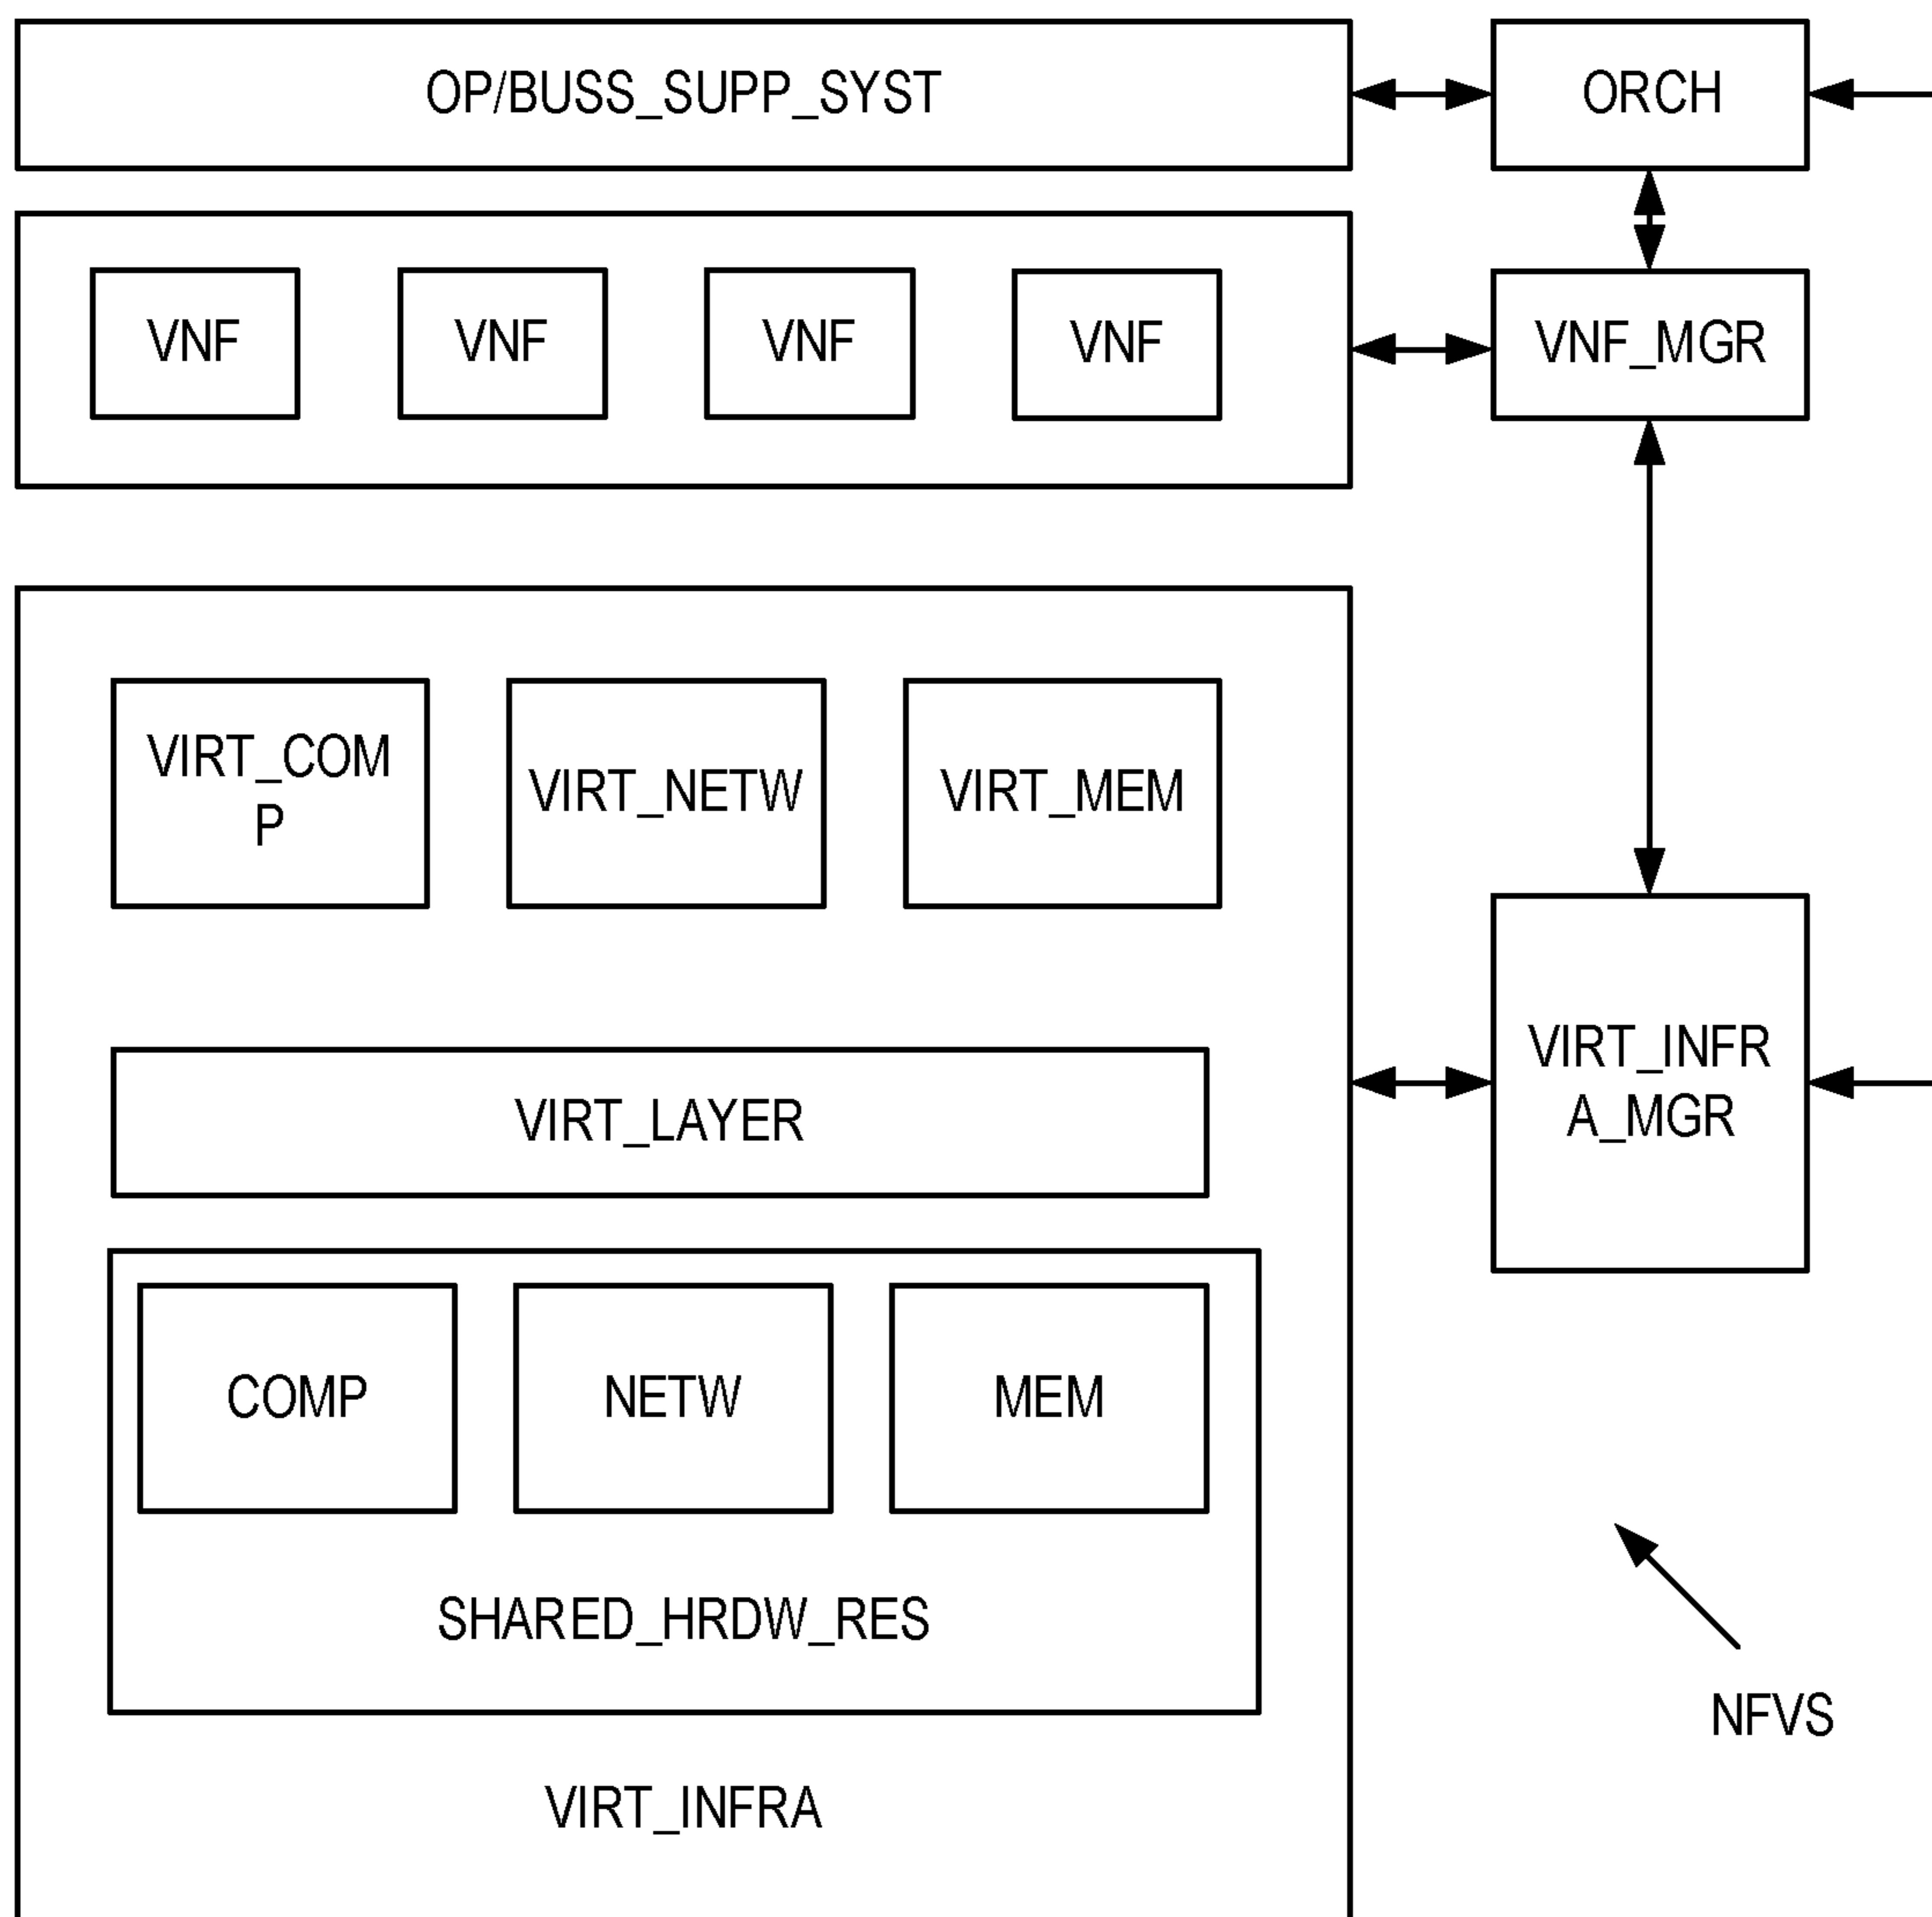 OP/BUSS_SUPP_SYST
ORCH
VNF
VNF
VNF
VNF
VNF_MGR
VIRT_COM
P
VIRT_NETW
VIRT_MEM
VIRT_INFR
A_MGR
VIRT_LAYER
COMP
NETW
MEM
SHARED_HRDW_RES
NFVS
VIRT_INFRA